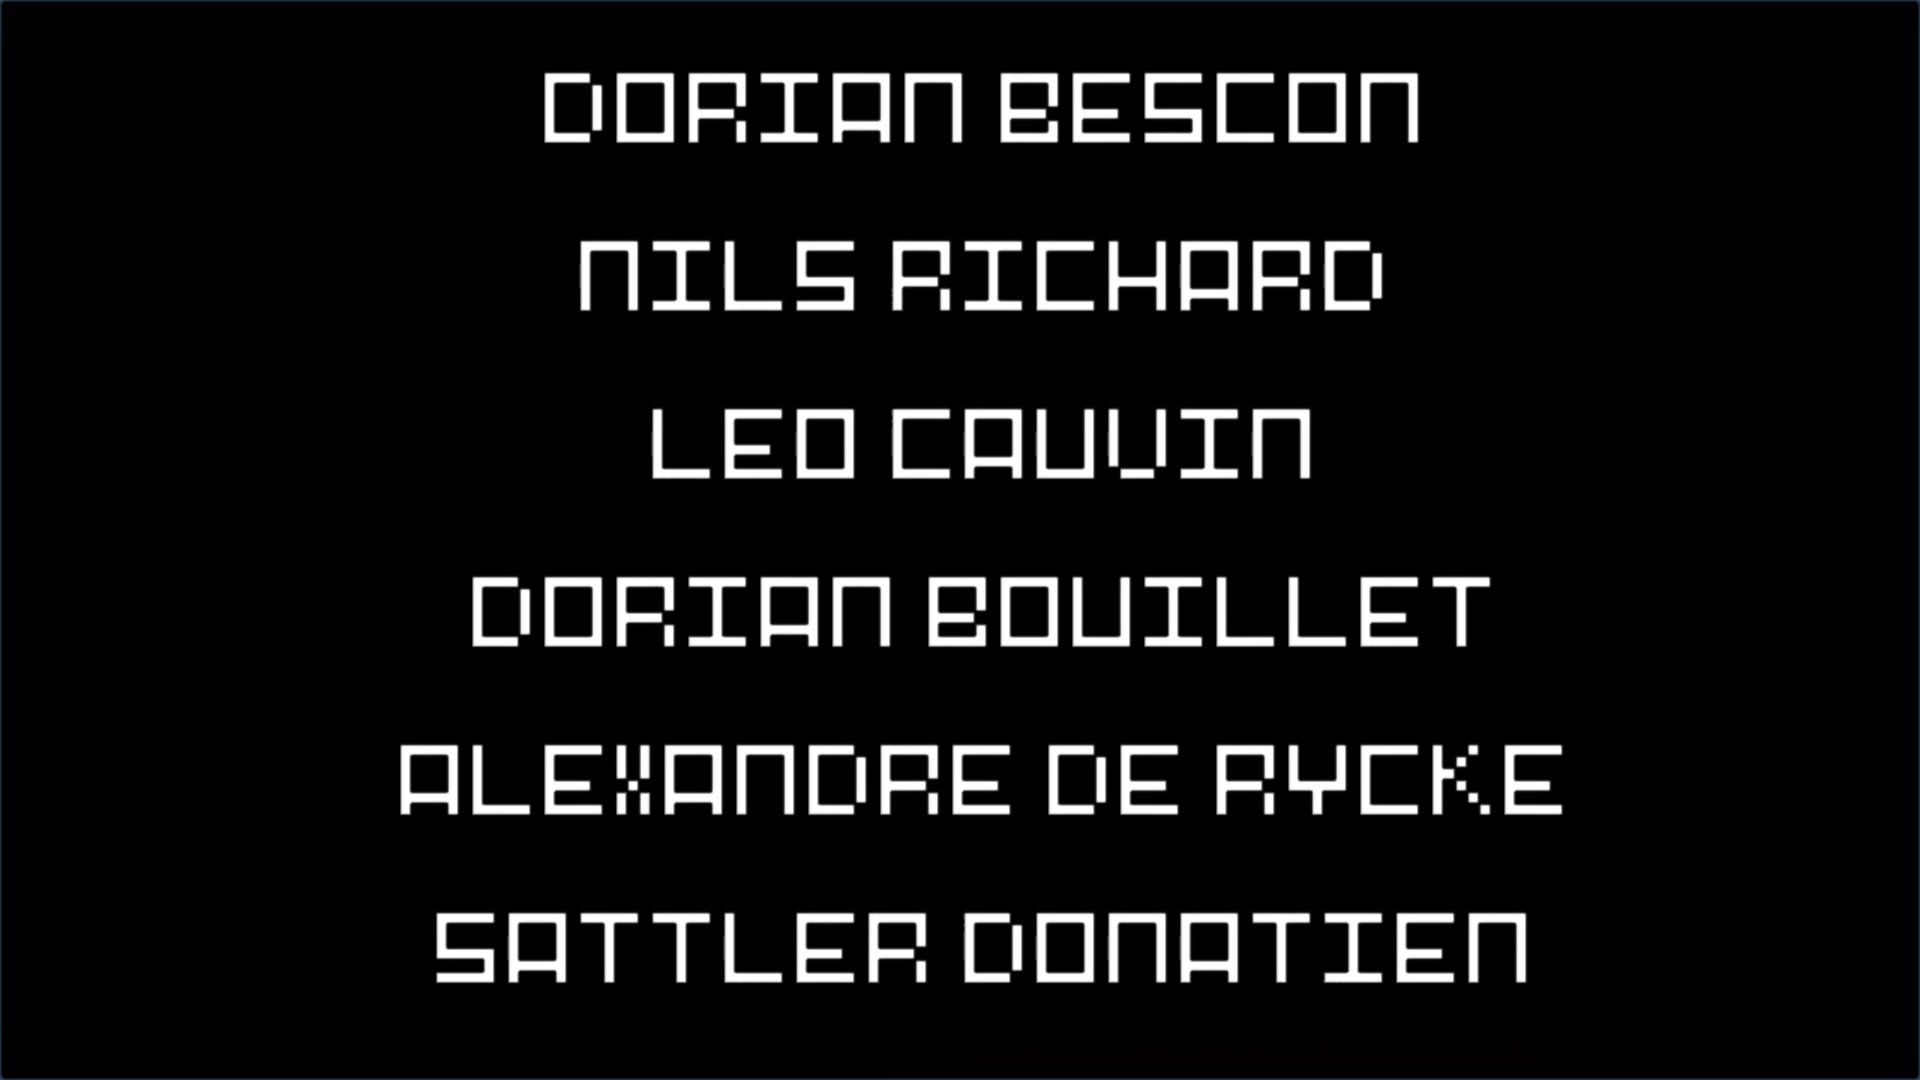 DORIAN BESCON
NILS RICHARD
LEO CAUVIN
DORIAN BOUILLET
ALEXANDRE DE RYCKE
SATTLER DONATIEN